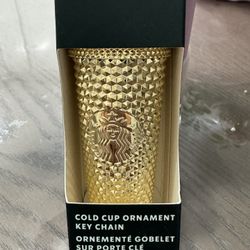 COLD CUP ORNAMENT
KEY CHAIN
ORNEMENTÉ GOBELET
SUR PORTE CLÉ